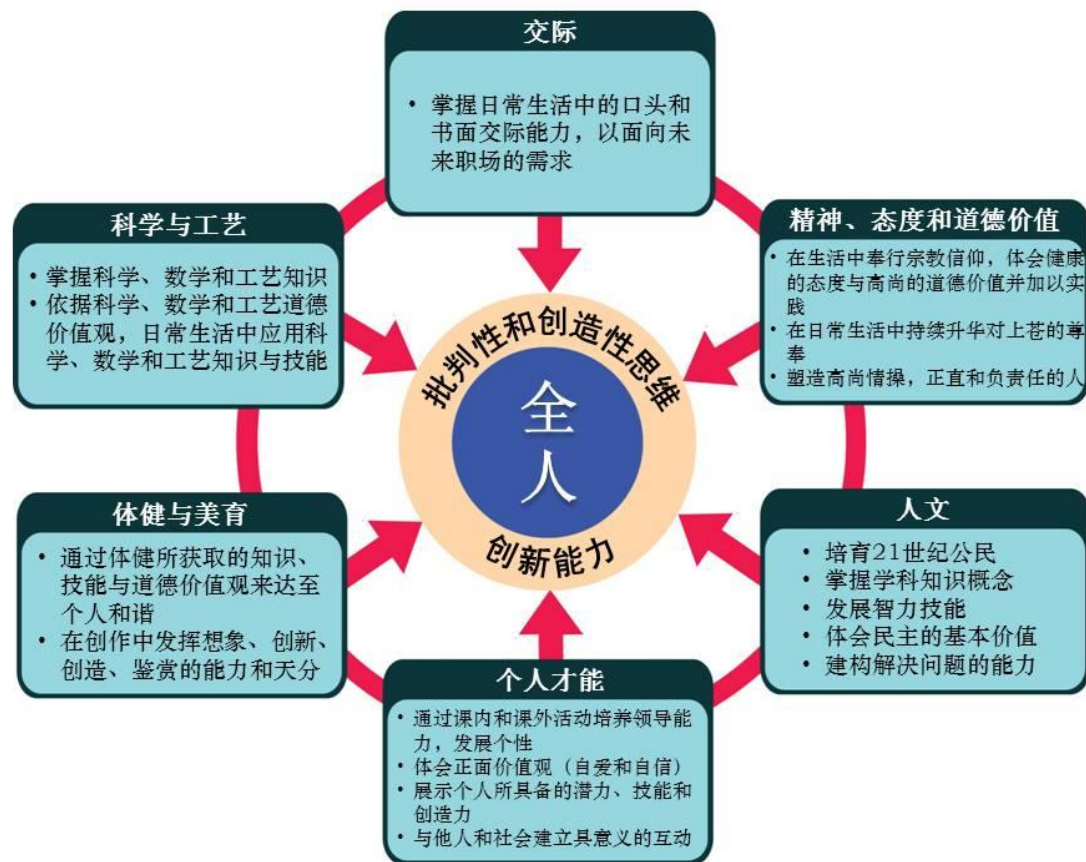 交际
• 掌握日常生活中的口头和
书面交际能力，以面向未
来职场的需求
科学与工艺
• 掌握科学、数学和工艺知识
• 依据科学、数学和工艺道德
价值观，日常生活中应用科
学、数学和工艺知识与技能
精神、态度和道德价值
• 在生活中奉行宗教信仰，体会健康
的态度与高尚的道德价值并加以实
践
• 在日常生活中持续升华对上苍的尊
奉
• 塑造高尚情操，正直和负责任的人
批判性和创造性思维
全
人
创新能力
体健与美育
• 通过体健所获取的知识、
技能与道德价值观来达至
个人和谐
• 在创作中发挥想象、创新、
创造、鉴赏的能力和天分
人文
• 培育21世纪公民
• 掌握学科知识概念
• 发展智力技能
• 体会民主的基本价值
• 建构解决问题的能力
个人才能
• 通过课内和课外活动培养领导能
力，发展个性
• 体会正面价值观（自爱和自信）
• 展示个人所具备的潜力、技能和
创造力
• 与他人和社会建立具意义的互动